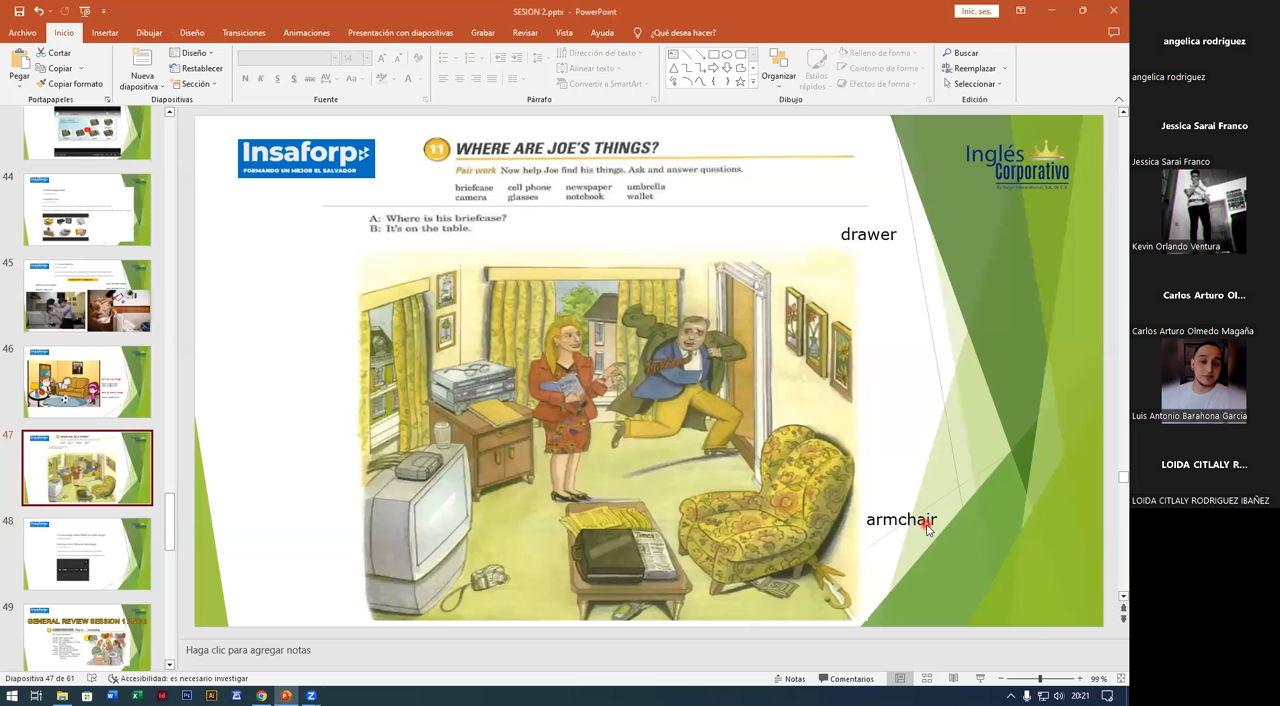 SESION 2.pptx - PowerPoint
Inic. ses.
Archivo Inicio Insertar Dibujar Diseño Transiciones Animaciones Presentación con diapositivas Grabar Revisar Vista Ayuda ¿Qué desea hacer?
Pegar
Cortar
Copiar
Copiar formato
Portapapeles
Nueva
diapositiva
Diseño
Restablecer
Sección
Diapositivas
14
N K S S abc AV Aa A
Fuente
Dirección del texto
Alinear texto
Convertir a SmartArt
Párrafo
Organizar
Estilos
rápidos
Relleno de forma
Contorno de forma
Efectos de forma
Dibujo
Buscar
Reemplazar
Seleccionar
Edición
44
45
46
47
48
49
GENERAL REVIEW SESSION 1
Insaforp
FORMANDO UN MEJOR EL SALVADOR
11 WHERE ARE JOE'S THINGS?
Pair work Now help Joe find his things. Ask and answer questions.
briefcase cell phone newspaper umbrella
camera glasses notebook wallet
A: Where is his briefcase?
B: It's on the table.
Inglés
Corporativo
drawer
armchair
angelica rodriguez
angelica rodriguez
Jessica Sarai Franco
Jessica Sarai Franco
Kevin Orlando Ventura
Carlos Arturo Ol...
Carlos Arturo Olmedo Magaña
Luis Antonio Barahona Garcia
LOIDA CITLALY R...
LOIDA CITLALY RODRIGUEZ IBAÑEZ
Haga clic para agregar notas
Diapositiva 47 de 61 Accesibilidad: es necesario investigar Notas Comentarios 99 %
20:21